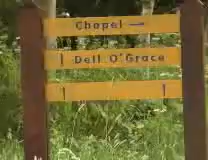 Chapel →
↑ Dell O'Grace
↑ ↑